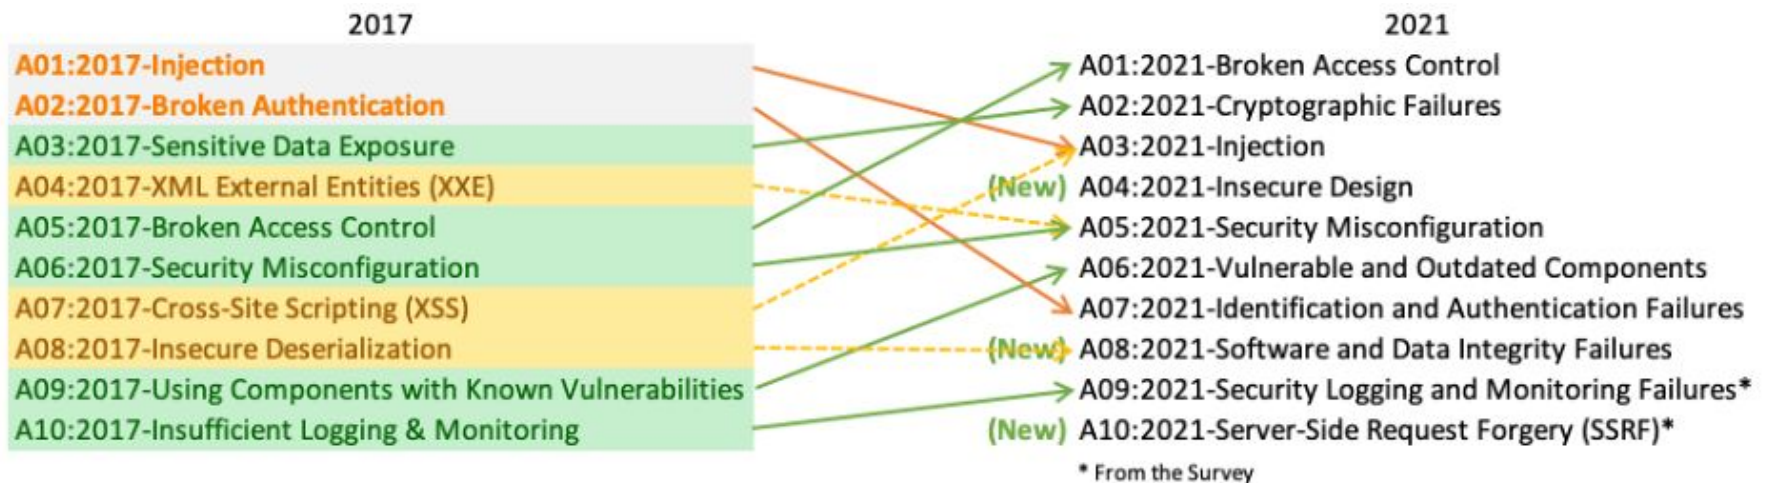 2017
A01:2017-Injection
A02:2017-Broken Authentication
A03:2017-Sensitive Data Exposure
A04:2017-XML External Entities (XXE)
A05:2017-Broken Access Control
A06:2017-Security Misconfiguration
A07:2017-Cross-Site Scripting (XSS)
A08:2017-Insecure Deserialization
A09:2017-Using Components with Known Vulnerabilities
A10:2017-Insufficient Logging & Monitoring
2021
A01:2021-Broken Access Control
A02:2021-Cryptographic Failures
A03:2021-Injection
(New) A04:2021-Insecure Design
A05:2021-Security Misconfiguration
A06:2021-Vulnerable and Outdated Components
A07:2021-Identification and Authentication Failures
(New) A08:2021-Software and Data Integrity Failures
A09:2021-Security Logging and Monitoring Failures*
(New) A10:2021-Server-Side Request Forgery (SSRF)*
* From the Survey